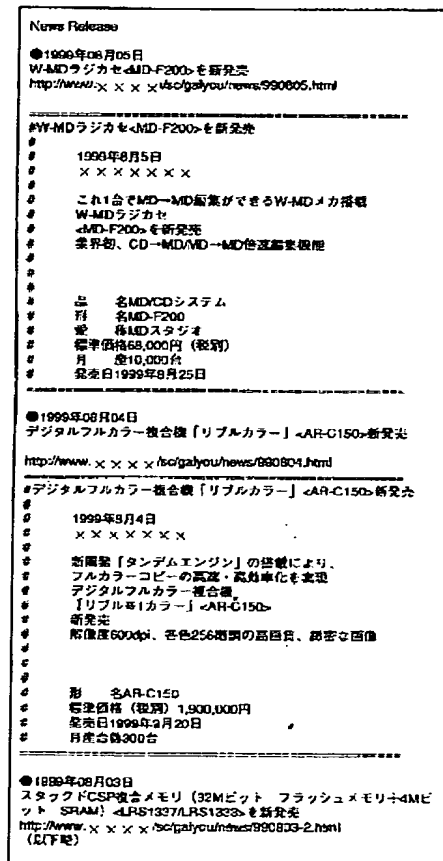 News Release
●1999年08月05日
W-MDラジカセ<MD-F200>を新発売
http://www.××××/sc/gaiyou/news/990805.html
#W-MDラジカセ<MD-F200>を新発売
#
# 1999年8月5日
# ×××××××
#
# これ1台でMD→MD編集ができるW-MDメカ搭載
# W-MDラジカセ
# <MD-F200>を新発売
# 業界初、CD→MD/MD→MD倍速編集機能
#
#
#
# 品 名MD/CDシステム
# 形 名MD-F200
# 愛 称MDスタジオ
# 標準価格68,000円(税別)
# 月 産10,000台
# 発売日1999年8月25日
●1999年08月04日
デジタルフルカラー複合機「リブルカラー」<AR-C150>新発売
http://www.××××/sc/gaiyou/news/990804.html
#デジタルフルカラー複合機「リブルカラー」<AR-C150>新発売
#
# 1999年8月4日
# ×××××××
#
# 新開発「タンデムエンジン」の搭載により、
# フルカラーコピーの高速・高効率化を実現
# デジタルフルカラー複合機
# 「リブル カラー」<AR-C150>
# 新発売
# 解像度600dpi、各色256階調の高画質、緻密な画像
#
#
#
# 形 名AR-C150
# 標準価格(税別)1,900,000円
# 発売日1999年9月20日
# 月産台数300台
●1999年08月03日
スタックドCSP複合メモリ(32Mビット フラッシュメモリ+4Mビ
ット SRAM)<LRS1337/LRS1338>を新発売
http://www.××××/sc/gaiyou/news/990803-2.html
(以下略)